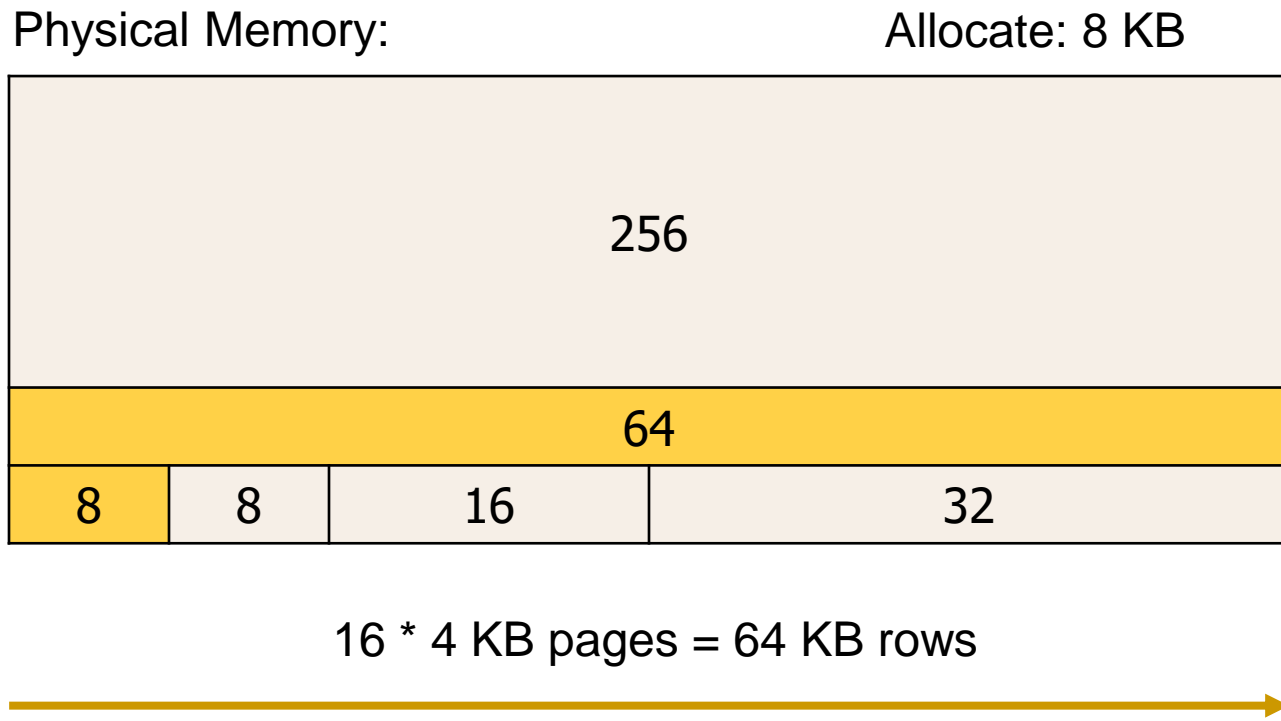 Physical Memory: Allocate: 8 KB
256
64
8 8 16 32
16 * 4 KB pages = 64 KB rows